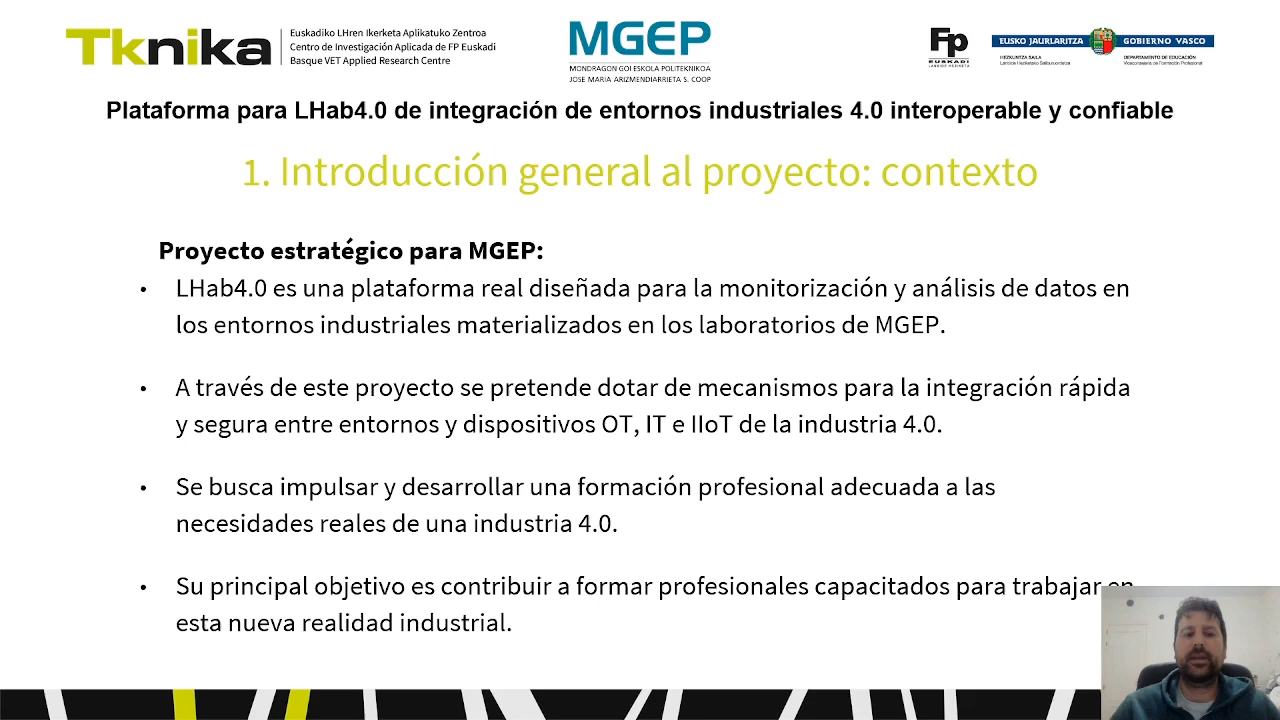 Tknika
Euskadiko LHren Ikerketa Aplikatuko Zentroa
Centro de Investigación Aplicada de FP Euskadi
Basque VET Applied Research Centre
MGEP
MONDRAGON GOI ESKOLA POLITEKNIKOA
JOSE MARIA ARIZMENDIARRIETA S. COOP
Fp
EUSKADI
LANBIDE HEZIKETA
EUSKO JAURLARITZA
GOBIERNO VASCO
HEZKUNTZA SAILA
Lanbide Heziketako Sailburuordetza
DEPARTAMENTO DE EDUCACIÓN
Viceconsejería de Formación Profesional
Plataforma para LHab4.0 de integración de entornos industriales 4.0 interoperable y confiable
1. Introducción general al proyecto: contexto
Proyecto estratégico para MGEP:
• LHab4.0 es una plataforma real diseñada para la monitorización y análisis de datos en
los entornos industriales materializados en los laboratorios de MGEP.
• A través de este proyecto se pretende dotar de mecanismos para la integración rápida
y segura entre entornos y dispositivos OT, IT e IIoT de la industria 4.0.
• Se busca impulsar y desarrollar una formación profesional adecuada a las
necesidades reales de una industria 4.0.
• Su principal objetivo es contribuir a formar profesionales capacitados para trabajar en
esta nueva realidad industrial.